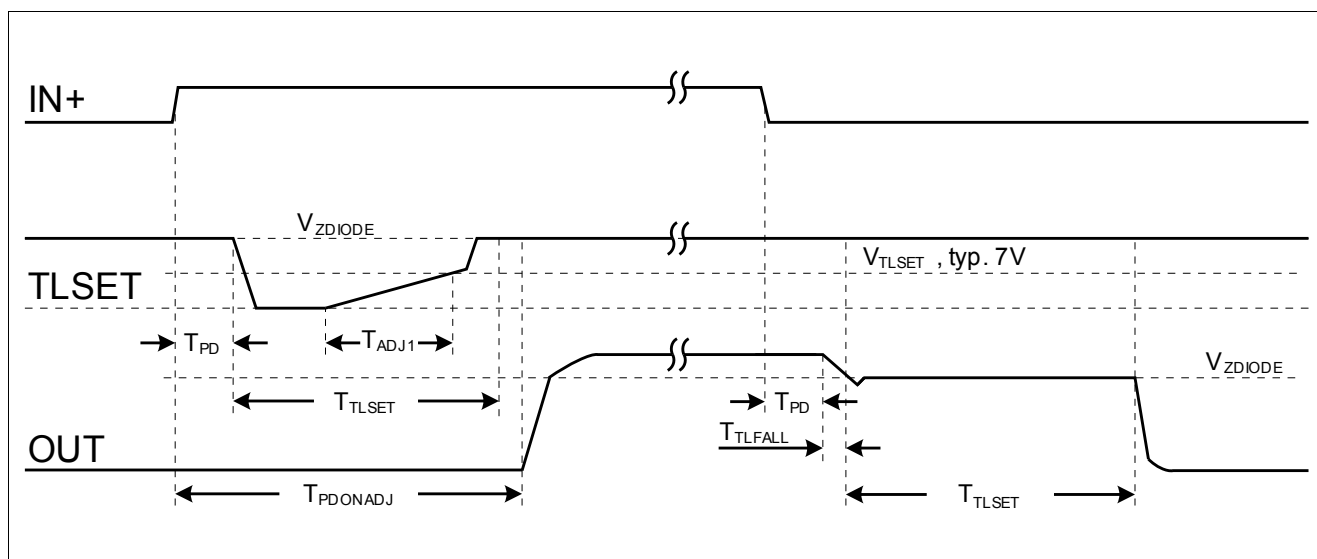 IN+
V_ZDIODE
V_TLSET , typ. 7V
TLSET
T_PD
T_ADJ1
V_ZDIODE
T_TLSET
T_PD
T_TLFALL
OUT
T_PDONADJ
T_TLSET